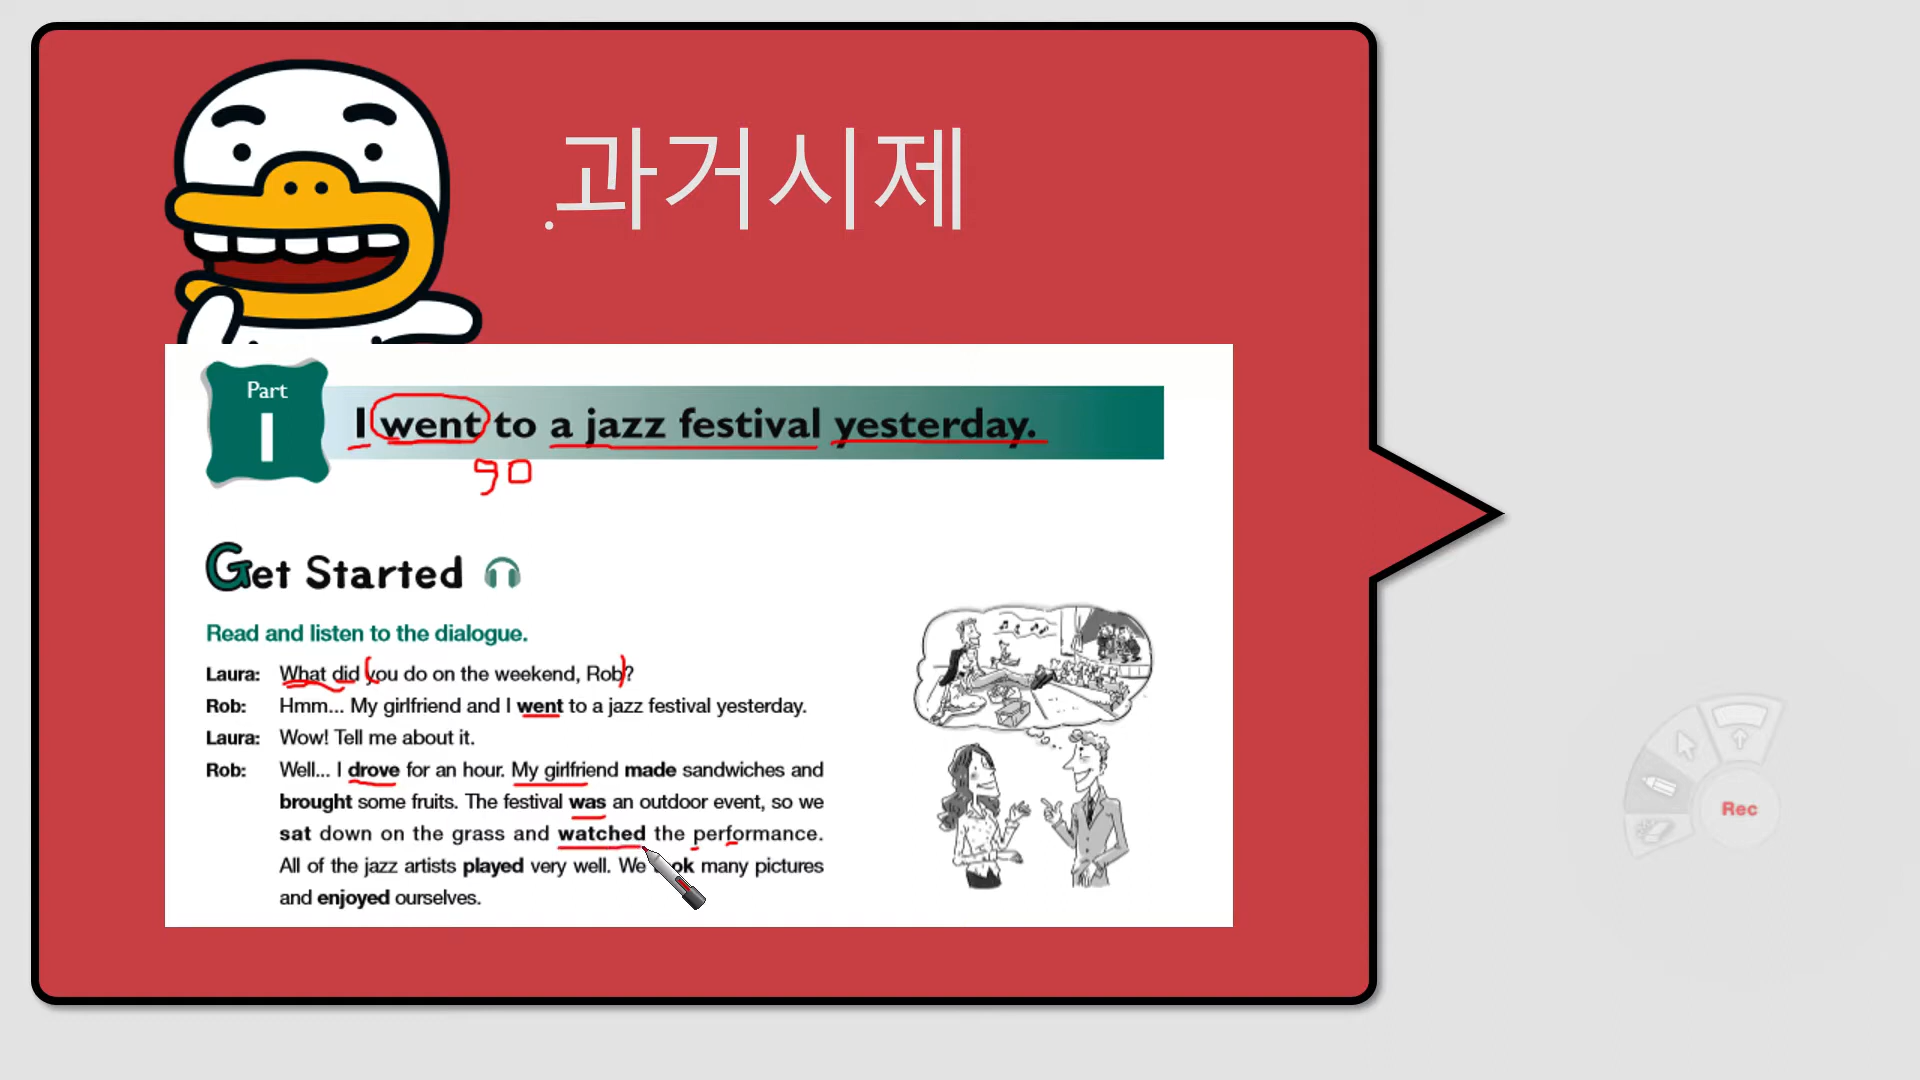 .과거시제
Part
1
I went to a jazz festival yesterday.
go
Get Started
Read and listen to the dialogue.
Laura: What did you do on the weekend, Rob?
Rob: Hmm... My girlfriend and I went to a jazz festival yesterday.
Laura: Wow! Tell me about it.
Rob: Well... I drove for an hour. My girlfriend made sandwiches and
brought some fruits. The festival was an outdoor event, so we
sat down on the grass and watched the performance.
All of the jazz artists played very well. We took many pictures
and enjoyed ourselves.
Rec